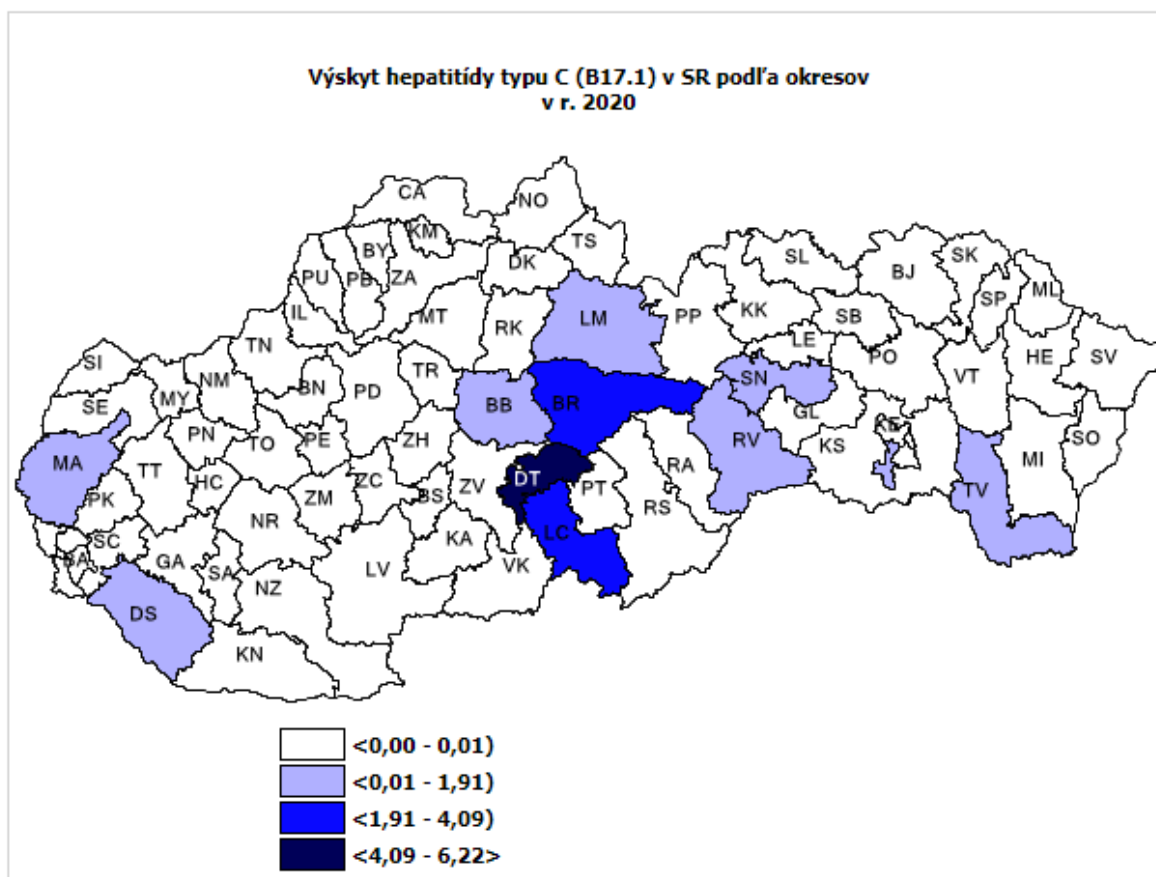 Výskyt hepatitídy typu C (B17.1) v SR podľa okresov
v r. 2020
CA
NO
KM
TS
BY
SL
SK
DK
BJ
PU
PB
ZA
ML
SP
IL
MT
LM
PP
KK
RK
SB
TN
LE
HE
SV
SI
PO
NM
TR
VT
BN
PD
SN
MY
SE
BB
BR
GL
PN
TO
PE
ZH
RV
KS
KE
SO
MA
TT
RA
MI
HC
ZC
DT
PK
ZM
BS
ZV
PT
TV
NR
RS
SC
KA
LC
BA
GA
SA
LV
VK
NZ
DS
KN
<0,00 - 0,01)
<0,01 - 1,91)
<1,91 - 4,09)
<4,09 - 6,22>